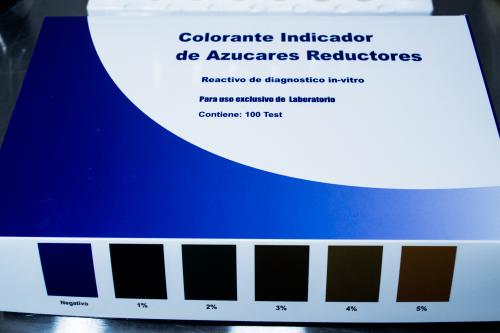 Colorante Indicador
de Azucares Reductores
Reactivo de diagnostico in-vitro
Para uso exclusivo de Laboratorio
Contiene: 100 Test
Negativo 1% 2% 3% 4% 5%